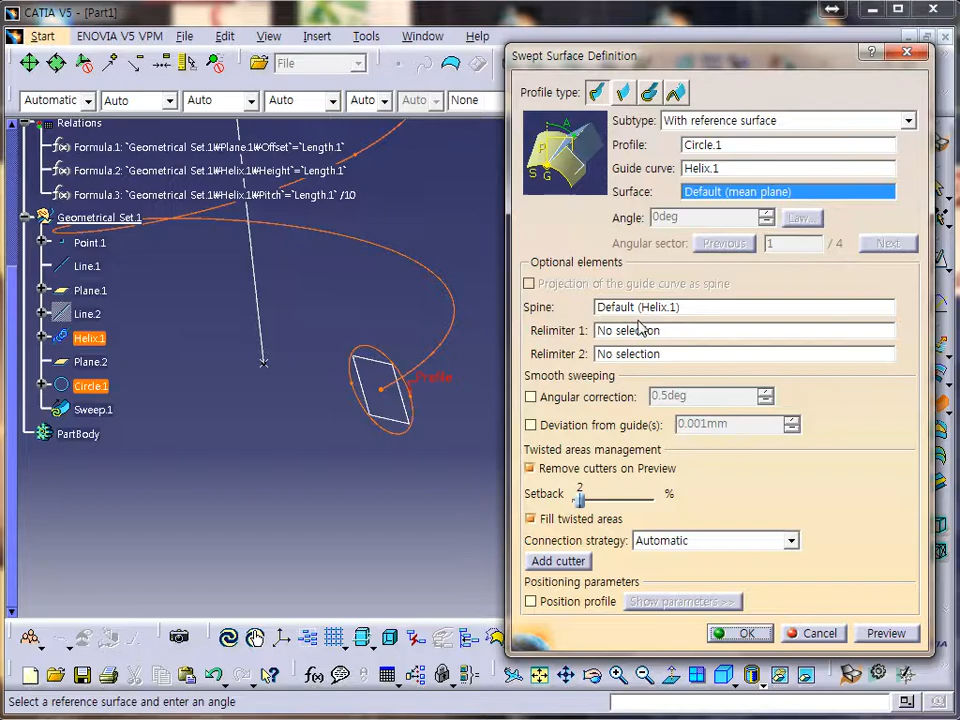 CATIA V5 - [Part1]
Start ENOVIA V5 VPM File Edit View Insert Tools Window Help
File
Automatic Auto Auto Auto Auto Auto None
Relations
Formula.1: `Geometrical Set.1₩Plane.1₩Offset`=`Length.1`
Formula.2: `Geometrical Set.1₩Helix.1₩Height`=`Length.1`
Formula.3: `Geometrical Set.1₩Helix.1₩Pitch`=`Length.1` /10
Geometrical Set.1
Point.1
Line.1
Plane.1
Line.2
Helix.1
Plane.2
Circle.1
Sweep.1
PartBody
Profile
Swept Surface Definition
Profile type:
Subtype: With reference surface
Profile: Circle.1
Guide curve: Helix.1
Surface: Default (mean plane)
Angle: 0deg Law...
Angular sector: Previous 1 / 4 Next
Optional elements
Projection of the guide curve as spine
Spine: Default (Helix.1)
Relimiter 1: No selection
Relimiter 2: No selection
Smooth sweeping
Angular correction: 0.5deg
Deviation from guide(s): 0.001mm
Twisted areas management
Remove cutters on Preview
2
Setback %
Fill twisted areas
Connection strategy: Automatic
Add cutter
Positioning parameters
Position profile Show parameters >>
OK Cancel Preview
Select a reference surface and enter an angle